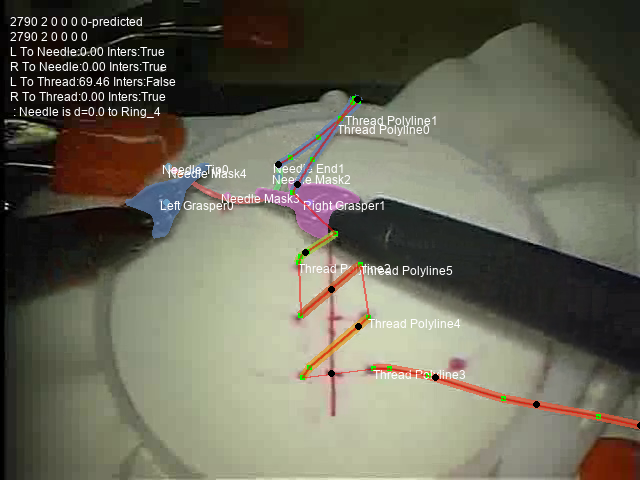 2790 2 0 0 0 0-predicted
2790 2 0 0 0 0
L To Needle:0.00 Inters:True
R To Needle:0.00 Inters:True
L To Thread:69.46 Inters:False
R To Thread:0.00 Inters:True
: Needle is d=0.0 to Ring_4
Thread Polyline1
Thread Polyline0
Needle Tip0
Needle Mask4
Needle End1
Needle Mask2
Needle Mask3
Left Grasper0
Right Grasper1
Thread Polyline2
Thread Polyline5
Thread Polyline4
Thread Polyline3